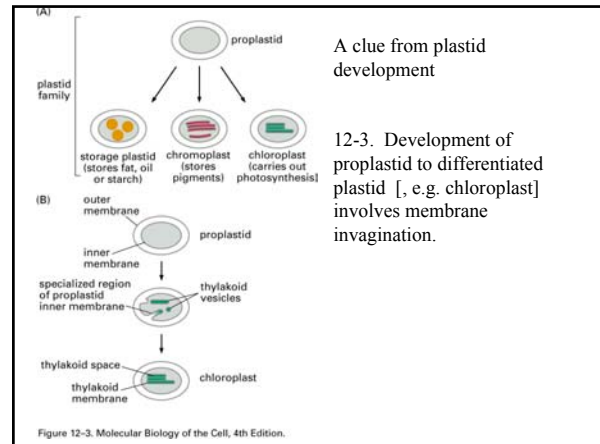 (A)
proplastid
plastid
family
storage plastid
(stores fat, oil
or starch)
chromoplast
(stores
pigments)
chloroplast
(carries out
photosynthesis)
(B)
outer
membrane
inner
membrane
proplastid
specialized region
of proplastid
inner membrane
thylakoid
vesicles
thylakoid space
thylakoid
membrane
chloroplast
Figure 12–3. Molecular Biology of the Cell, 4th Edition.
A clue from plastid
development
12-3. Development of
proplastid to differentiated
plastid [, e.g. chloroplast]
involves membrane
invagination.